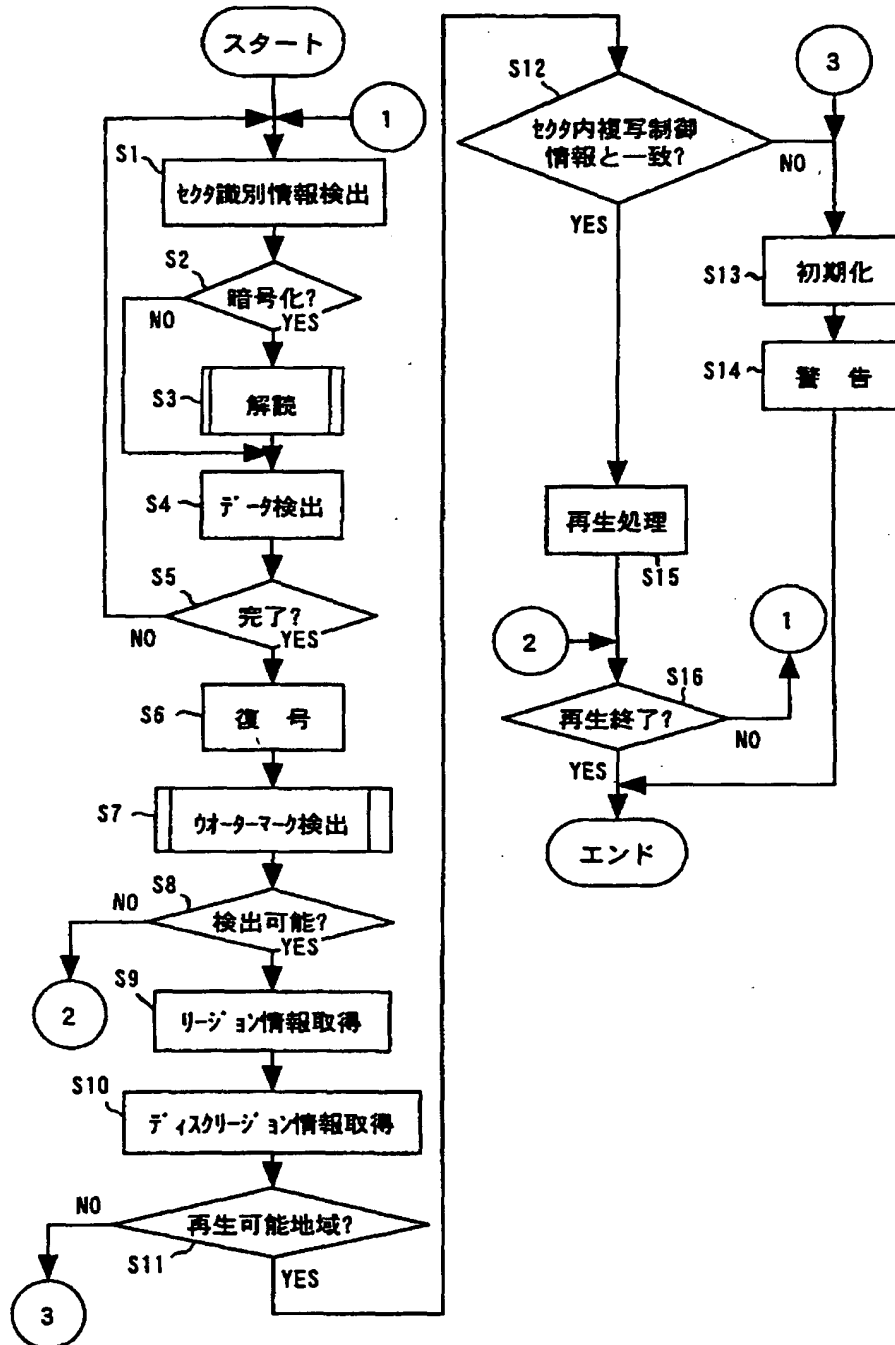 スタート
1
S1
セクタ識別情報検出
S2
暗号化?
NO
YES
S3
解読
S4
データ検出
S5
完了?
NO
YES
S6
復 号
S7
ウオーターマーク検出
S8
NO
検出可能?
YES
2
S9
リージョン情報取得
S10
ディスクリージョン情報取得
NO
再生可能地域?
S11
YES
3
S12
セクタ内複写制御
情報と一致?
NO
YES
3
S13
初期化
S14
警 告
再生処理
S15
2
1
S16
再生終了?
NO
YES
エンド